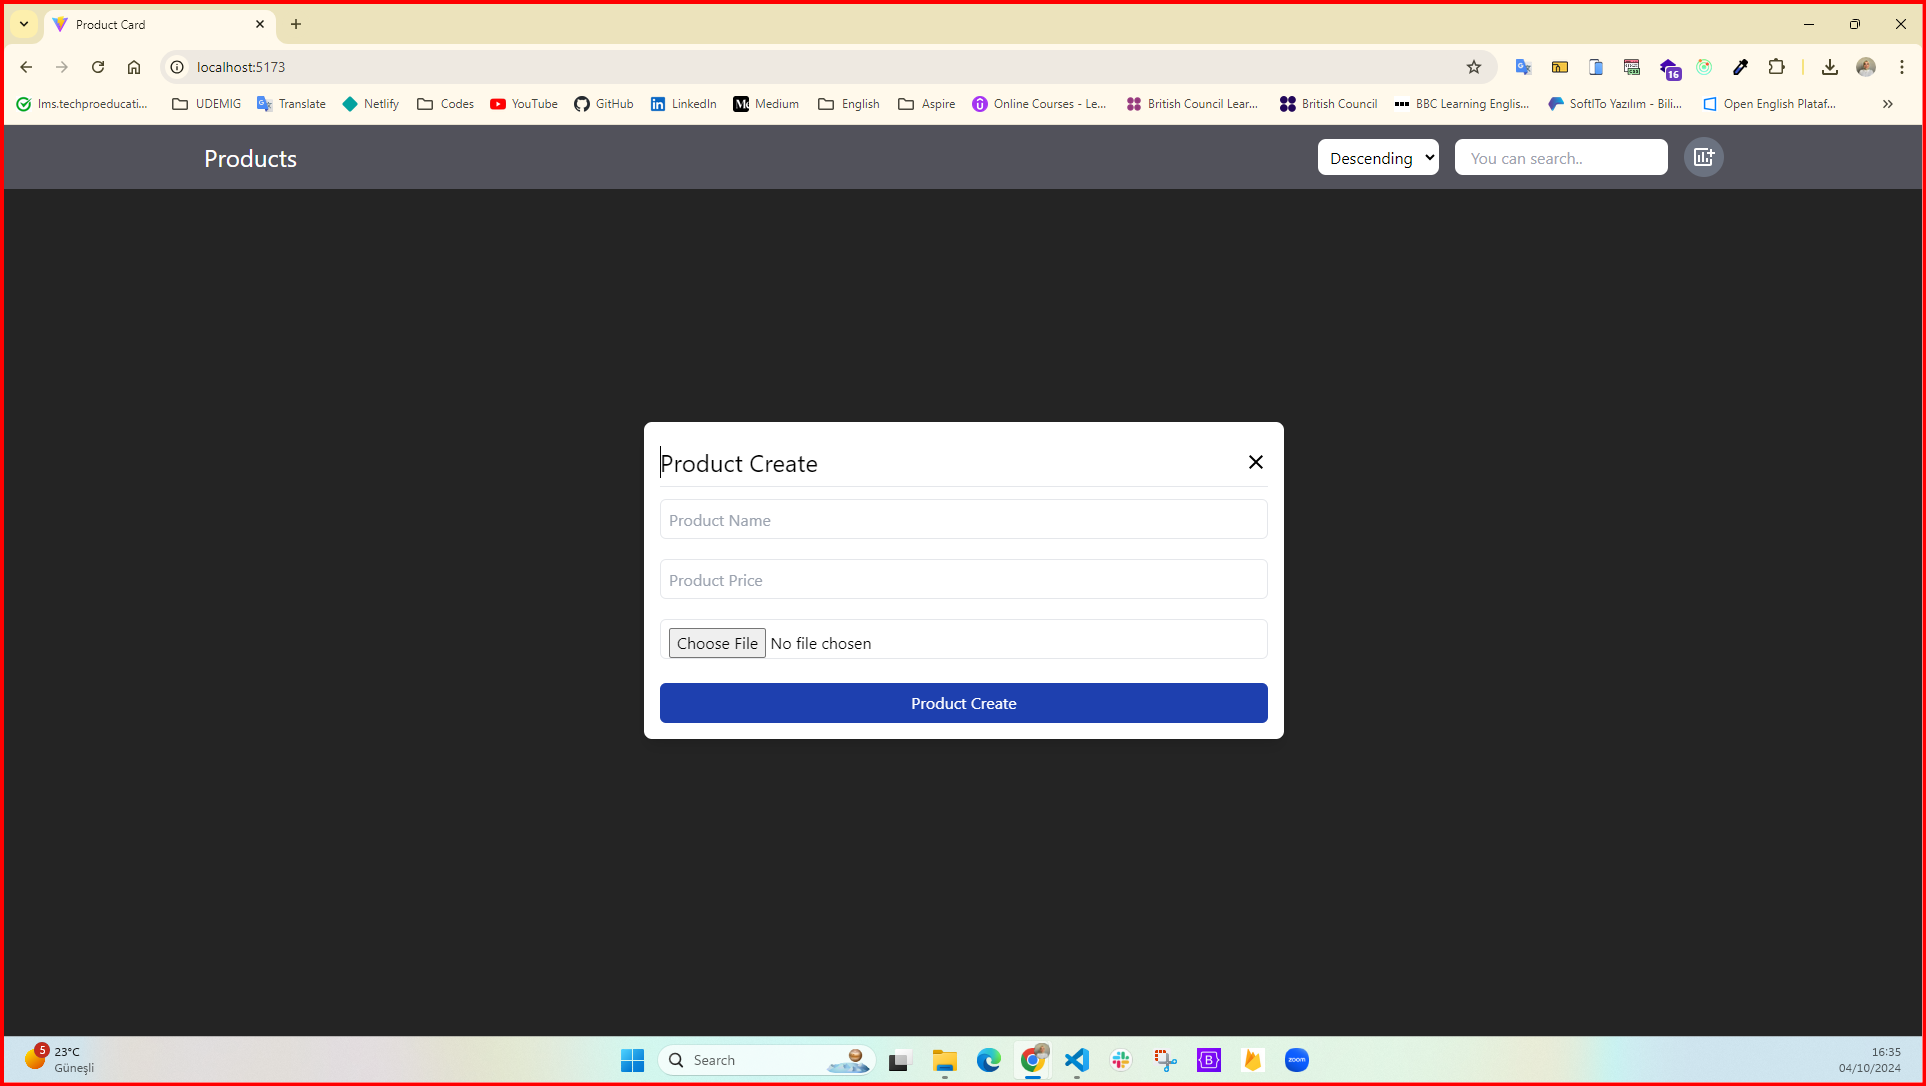 Product Card
localhost:5173
16
lms.techproeducati...
UDEMIG
Translate
Netlify
Codes
YouTube
GitHub
LinkedIn
Medium
English
Aspire
Online Courses - Le...
British Council Lear...
British Council
BBC Learning Englis...
SoftITo Yazılım - Bili...
Open English Plataf...
Products
Descending
You can search..
Product Create
Product Name
Product Price
Choose File No file chosen
Product Create
5
23°C
Güneşli
Search
zoom
16:35
04/10/2024